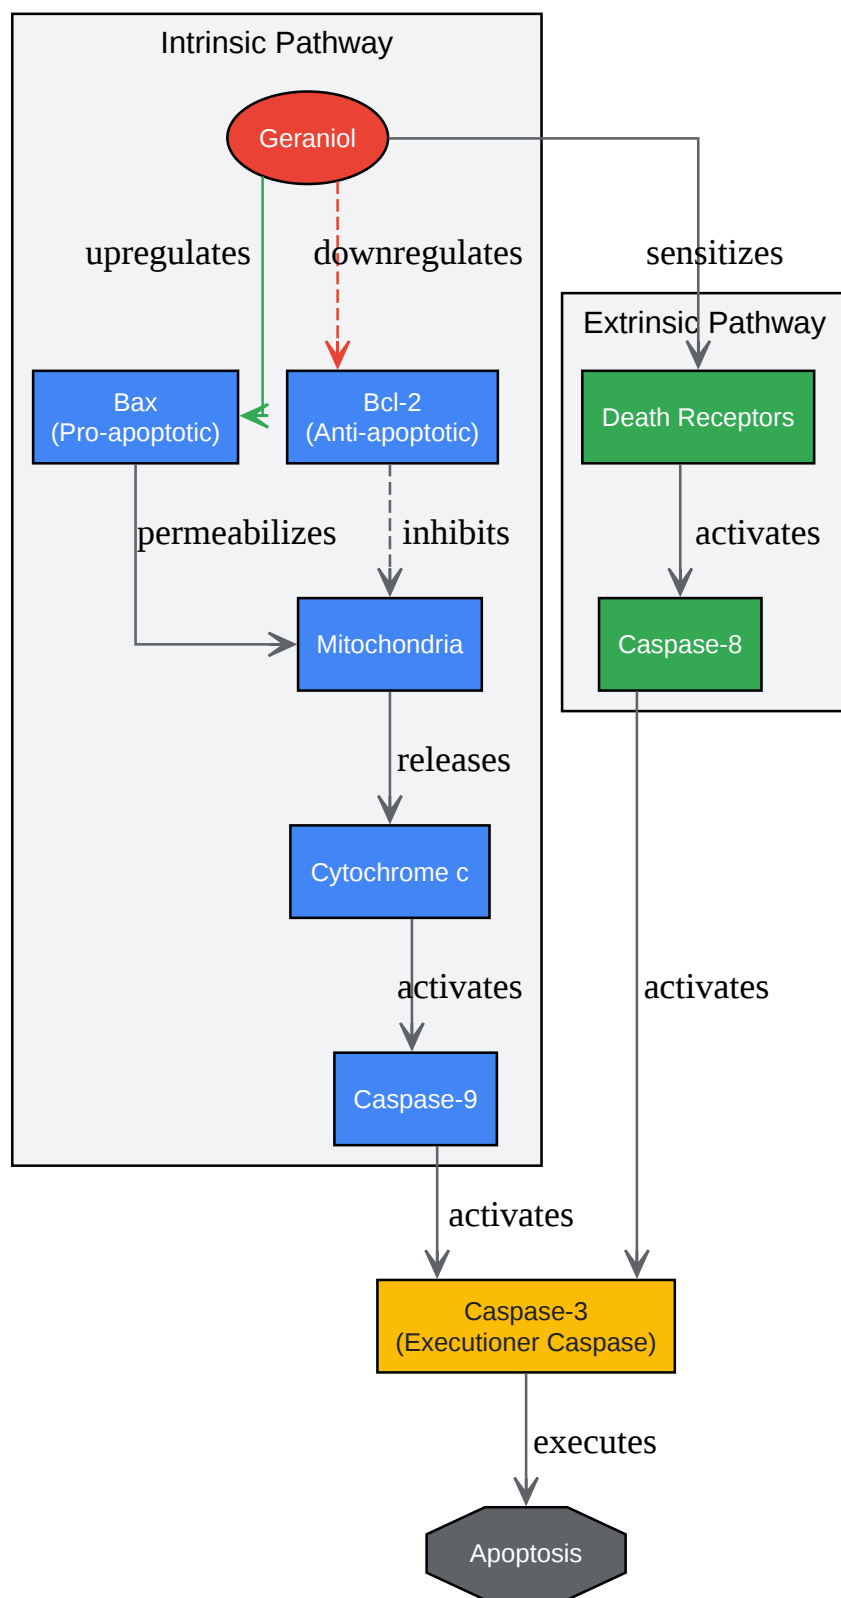 Intrinsic Pathway
Geraniol
upregulates
downregulates
sensitizes
Extrinsic Pathway
Bax
(Pro-apoptotic)
Bcl-2
(Anti-apoptotic)
Death Receptors
permeabilizes
inhibits
activates
Mitochondria
Caspase-8
releases
Cytochrome c
activates
activates
Caspase-9
activates
Caspase-3
(Executioner Caspase)
executes
Apoptosis